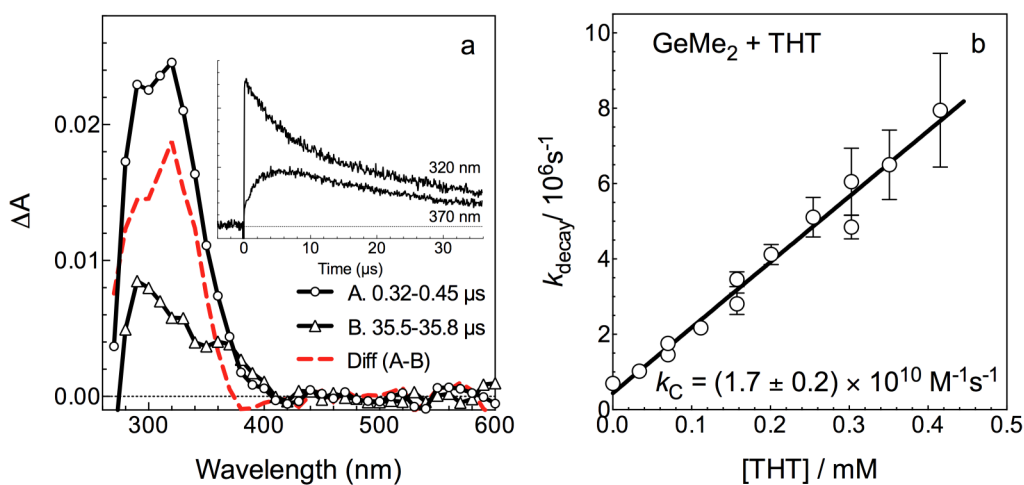 a
320 nm
370 nm
0 10 20 30
Time (µs)
A. 0.32-0.45 µs
B. 35.5-35.8 µs
Diff (A-B)
0.02
0.01
0.00
ΔA
300 400 500 600
Wavelength (nm)
GeMe₂ + THT b
10
8
6
4
2
0
k_decay/ 10⁶s⁻¹
k_C = (1.7 ± 0.2) × 10¹⁰ M⁻¹s⁻¹
0.0 0.1 0.2 0.3 0.4 0.5
[THT] / mM